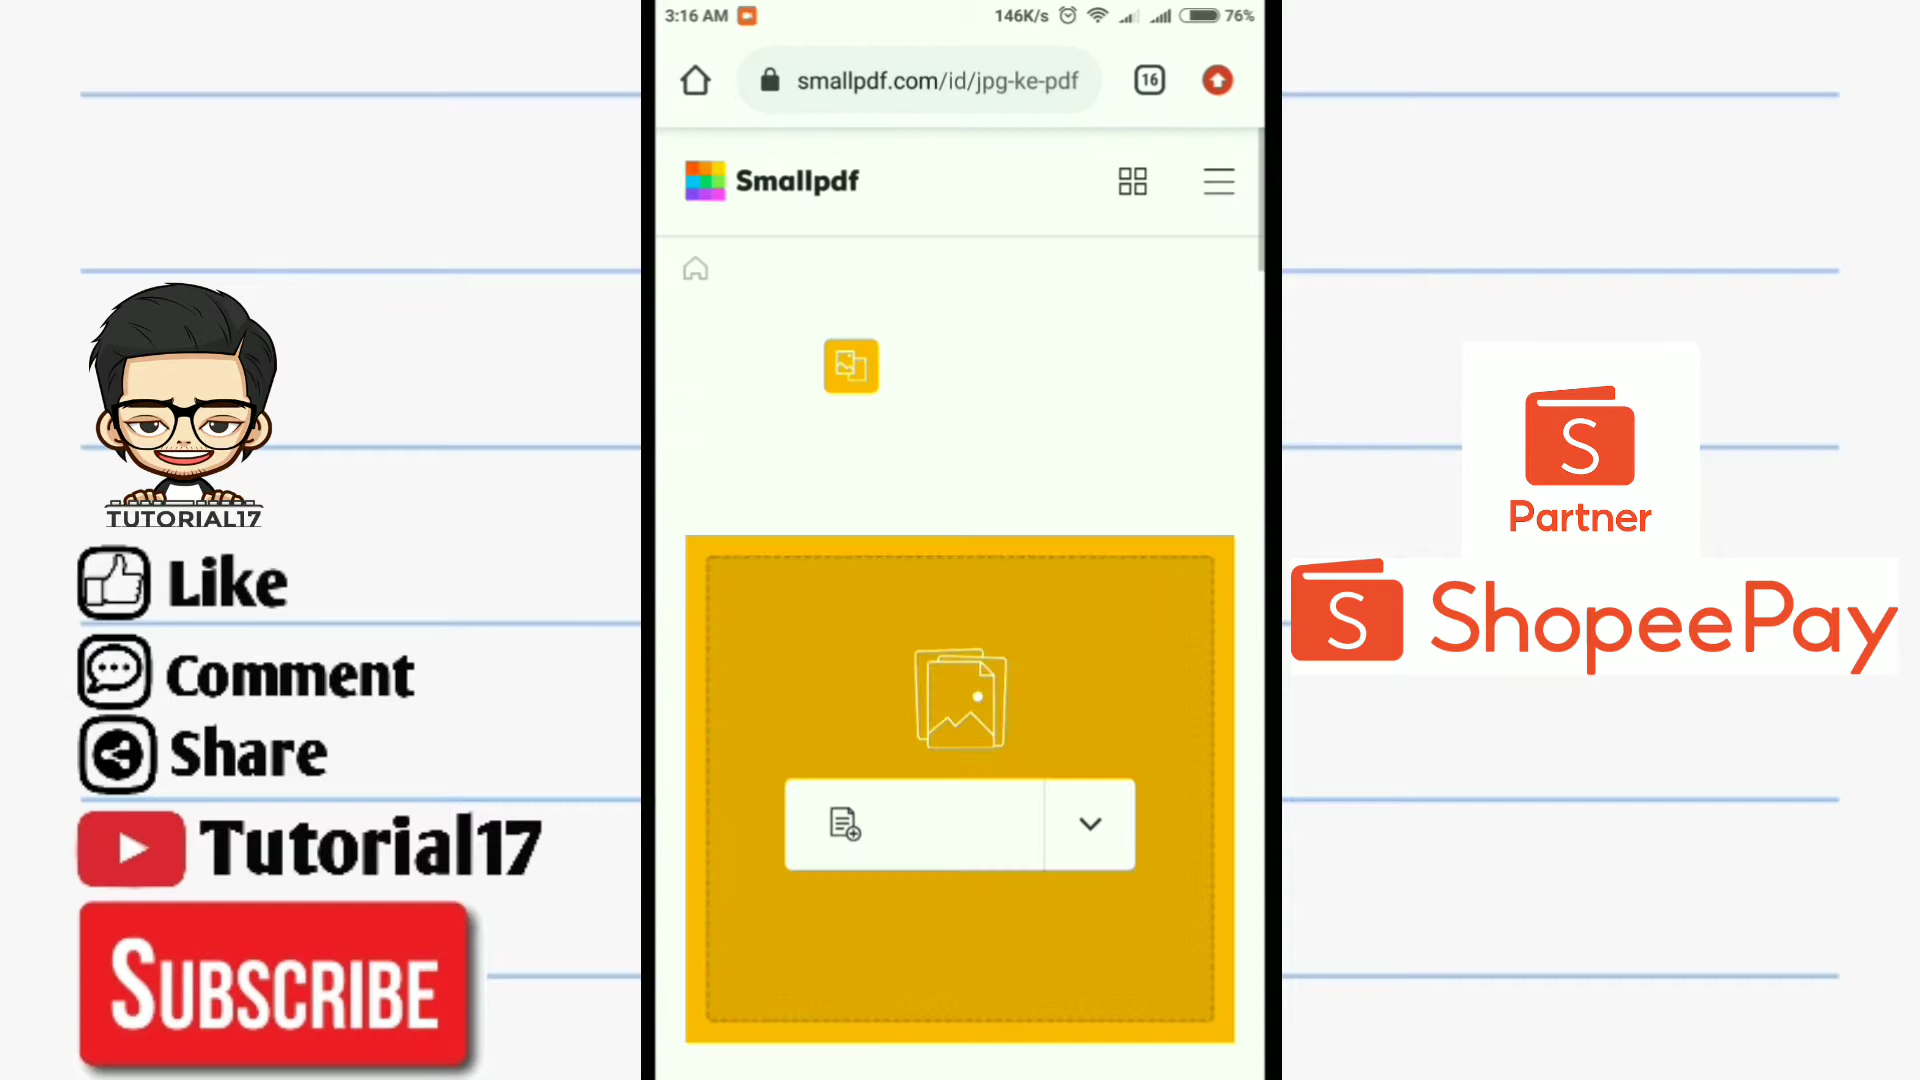 3:16 AM
146K/s
76%
smallpdf.com/id/jpg-ke-pdf
16
Smallpdf
TUTORIAL17
Like
Comment
Share
Tutorial17
SUBSCRIBE
S
Partner
S ShopeePay